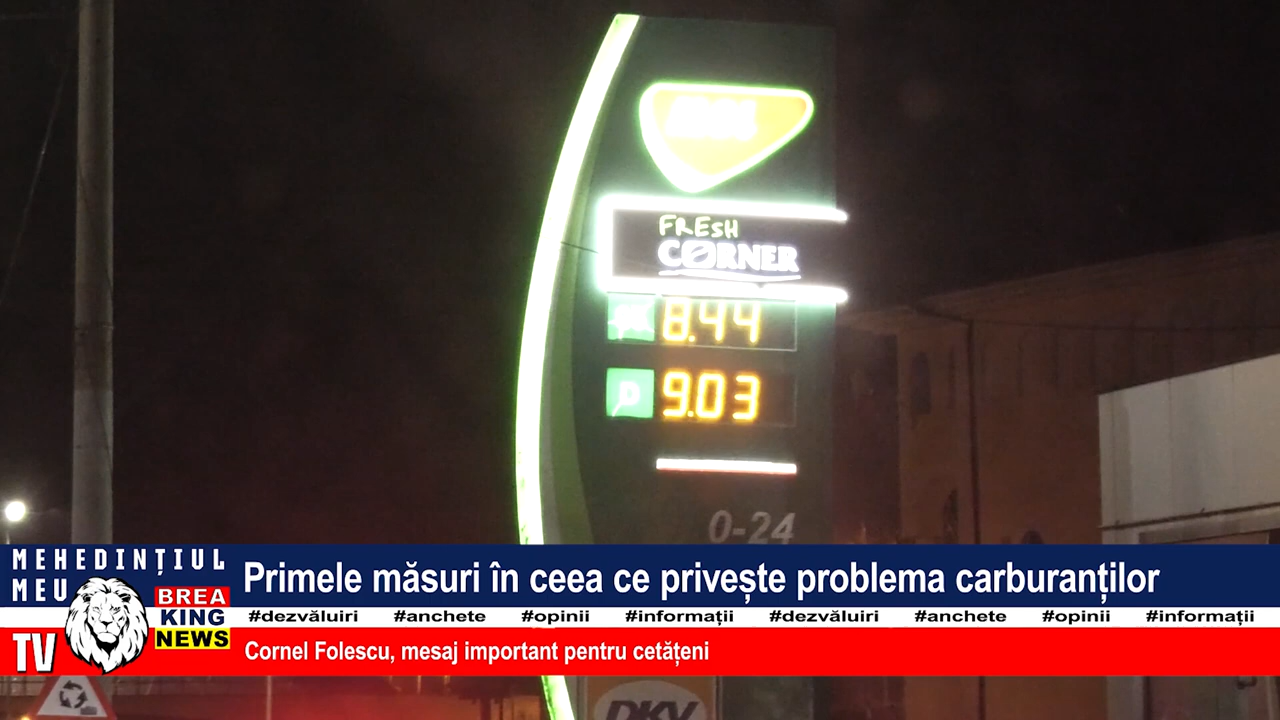 FRESH
CORNER
8.44
D 9.03
0-24
MEHEDINȚIUL
MEU
TV
BREA
KING
NEWS
Primele măsuri în ceea ce privește problema carburanților
#dezvăluiri #anchete #opinii #informații #dezvăluiri #anchete #opinii #informații
Cornel Folescu, mesaj important pentru cetățeni
DKV